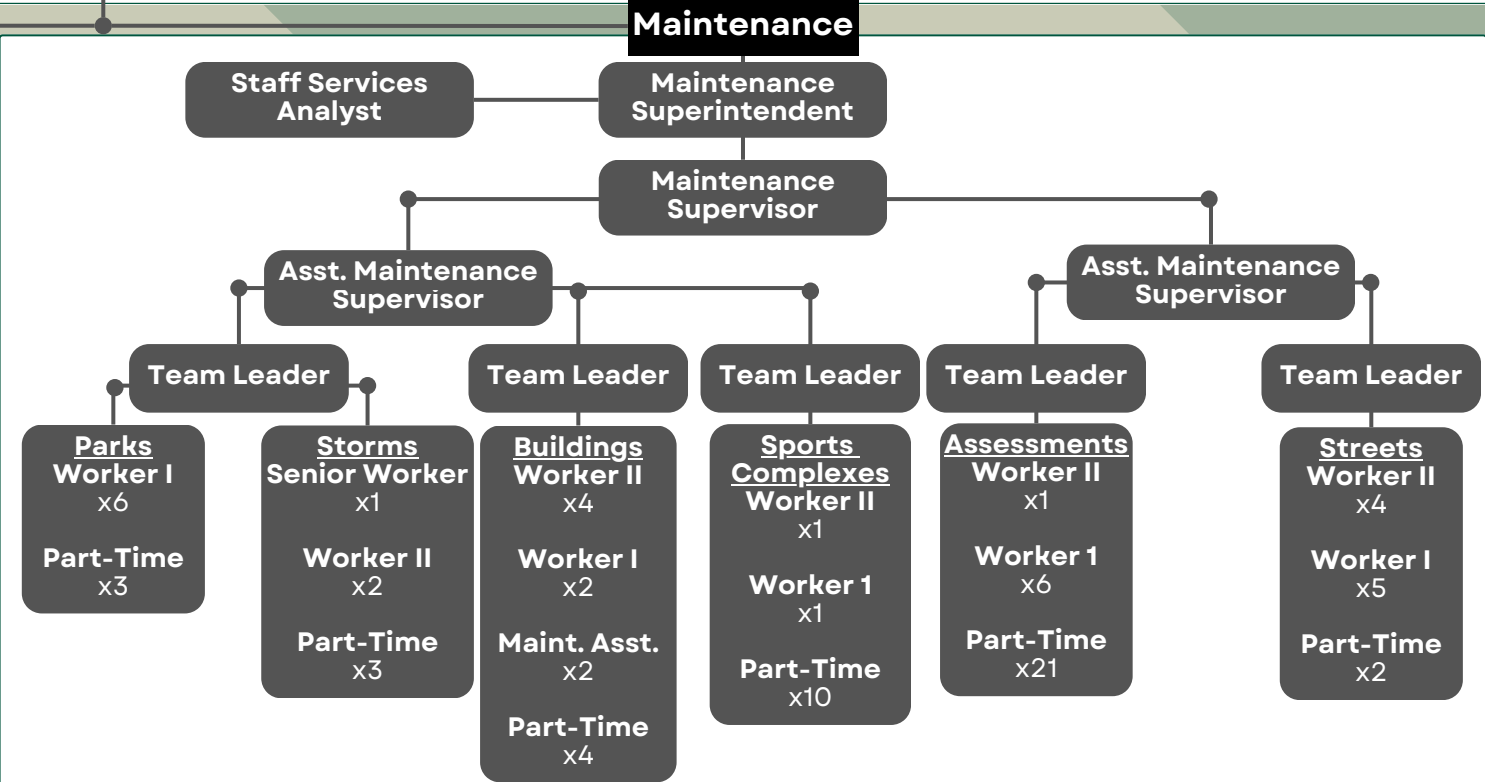 Maintenance
Staff Services
Analyst
Maintenance
Superintendent
Maintenance
Supervisor
Asst. Maintenance
Supervisor
Asst. Maintenance
Supervisor
Team Leader
Team Leader
Team Leader
Team Leader
Team Leader
Parks
Worker I
x6
Part-Time
x3
Storms
Senior Worker
x1
Worker II
x2
Part-Time
x3
Buildings
Worker II
x4
Worker I
x2
Maint. Asst.
x2
Part-Time
x4
Sports
Complexes
Worker II
x1
Worker 1
x1
Part-Time
x10
Assessments
Worker II
x1
Worker 1
x6
Part-Time
x21
Streets
Worker II
x4
Worker I
x5
Part-Time
x2